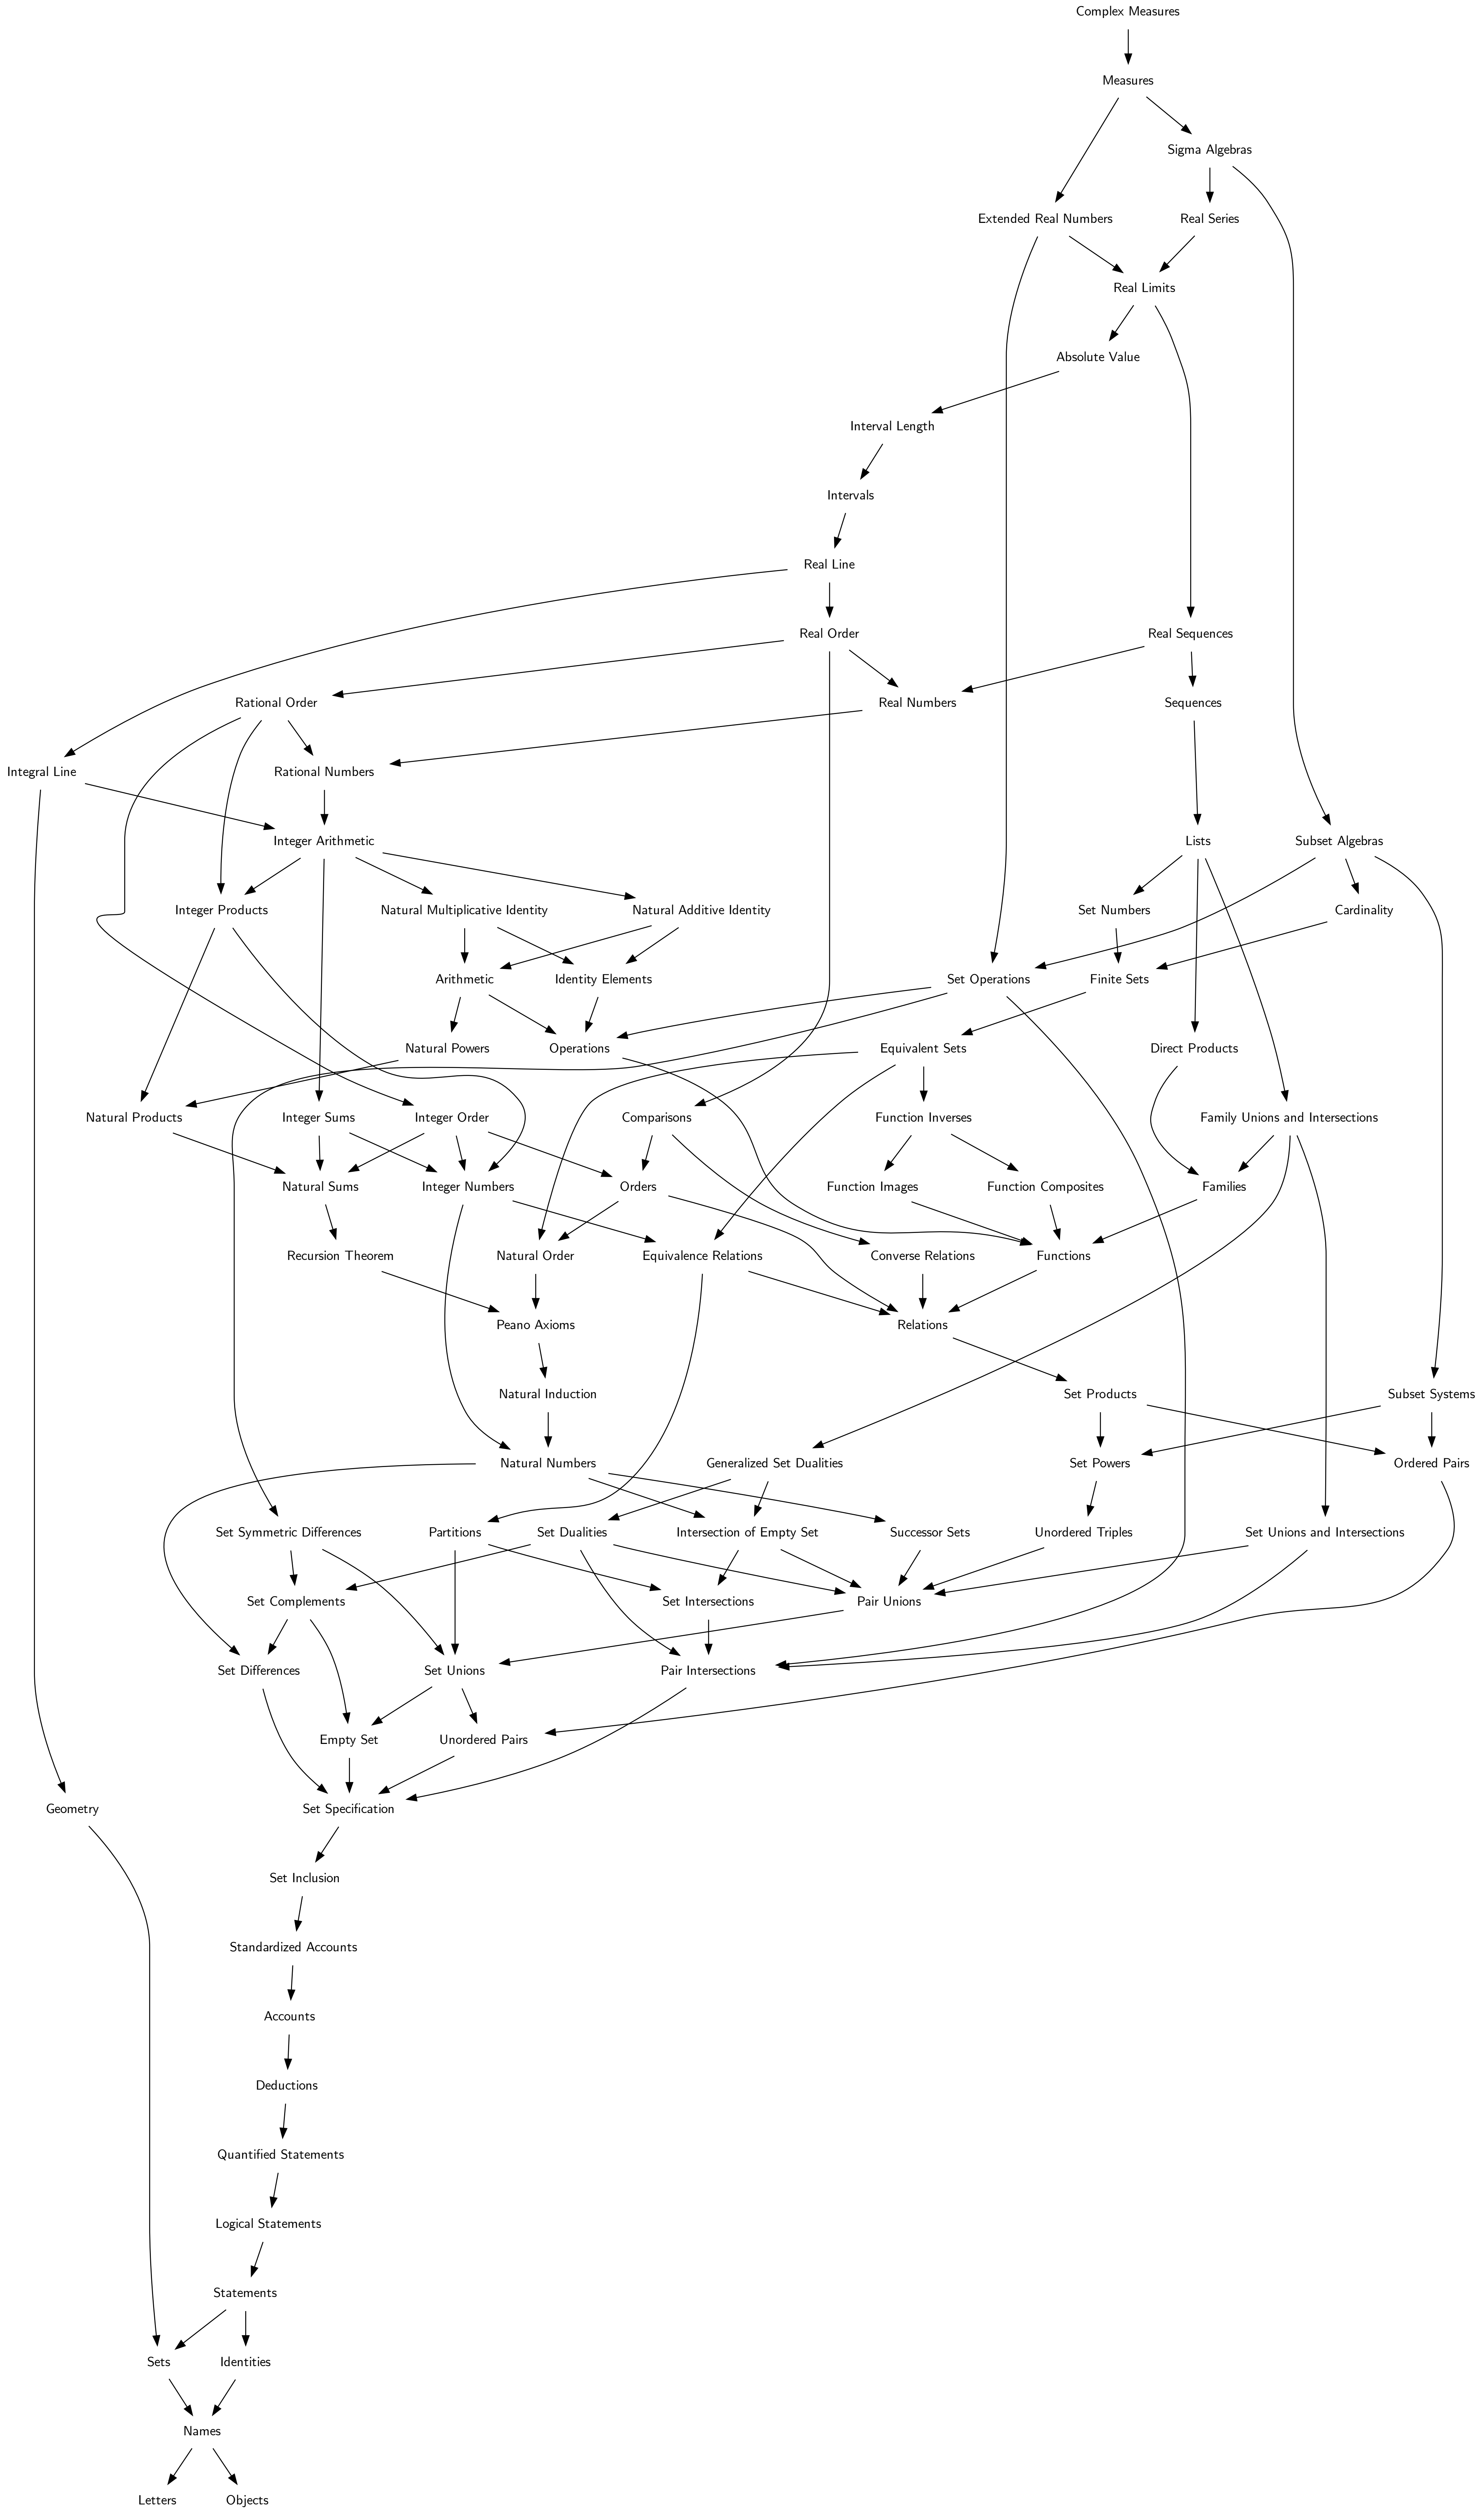 Complex Measures
Measures
Sigma Algebras
Extended Real Numbers
Real Series
Real Limits
Absolute Value
Interval Length
Intervals
Real Line
Real Order
Real Sequences
Rational Order
Real Numbers
Sequences
Integral Line
Rational Numbers
Integer Arithmetic
Lists
Subset Algebras
Integer Products
Natural Multiplicative Identity
Natural Additive Identity
Set Numbers
Cardinality
Arithmetic
Identity Elements
Set Operations
Finite Sets
Natural Powers
Operations
Equivalent Sets
Direct Products
Natural Products
Integer Sums
Integer Order
Comparisons
Function Inverses
Family Unions and Intersections
Natural Sums
Integer Numbers
Orders
Function Images
Function Composites
Families
Recursion Theorem
Natural Order
Equivalence Relations
Converse Relations
Functions
Peano Axioms
Relations
Natural Induction
Set Products
Subset Systems
Natural Numbers
Generalized Set Dualities
Set Powers
Ordered Pairs
Set Symmetric Differences
Partitions
Set Dualities
Intersection of Empty Set
Successor Sets
Unordered Triples
Set Unions and Intersections
Set Complements
Set Intersections
Pair Unions
Set Differences
Set Unions
Pair Intersections
Empty Set
Unordered Pairs
Geometry
Set Specification
Set Inclusion
Standardized Accounts
Accounts
Deductions
Quantified Statements
Logical Statements
Statements
Sets
Identities
Names
Letters
Objects